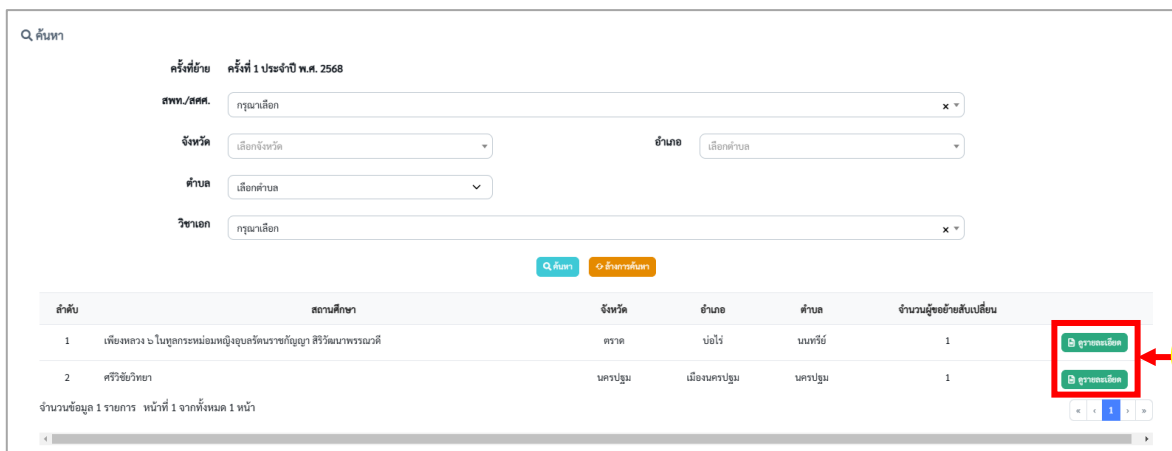 ค้นหา
ครั้งที่ย้าย ครั้งที่ 1 ประจำปี พ.ศ. 2568
สพท./สศศ. กรุณาเลือก ×
จังหวัด เลือกจังหวัด อำเภอ เลือกตำบล
ตำบล เลือกตำบล
วิชาเอก กรุณาเลือก ×
ค้นหา ล้างการค้นหา
ลำดับ สถานศึกษา จังหวัด อำเภอ ตำบล จำนวนผู้ขอย้ายสับเปลี่ยน
1 เพียงหลวง ๖ ในทูลกระหม่อมหญิงอุบลรัตนราชกัญญา สิริวัฒนาพรรณวดี ตราด บ่อไร่ นนทรีย์ 1 ดูรายละเอียด
2 ศรีวิชัยวิทยา นครปฐม เมืองนครปฐม นครปฐม 1 ดูรายละเอียด
จำนวนข้อมูล 1 รายการ หน้าที่ 1 จากทั้งหมด 1 หน้า « ‹ 1 › »